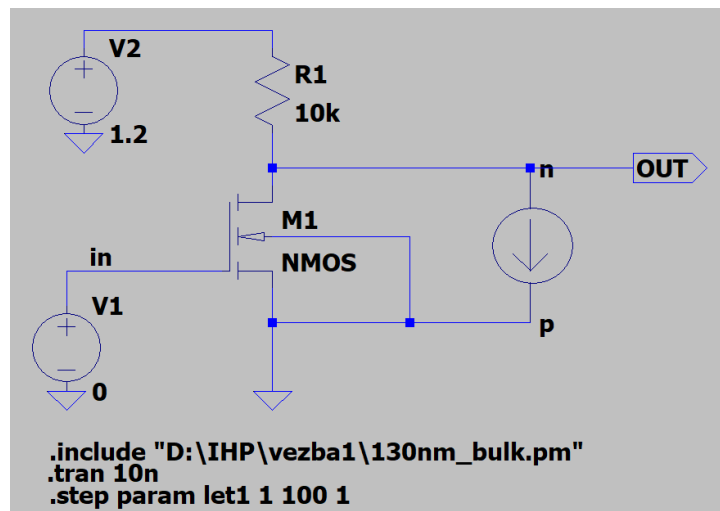 V2
R1
10k
1.2
n
OUT
M1
in
NMOS
V1
p
0
.include "D:\IHP\vezba1\130nm_bulk.pm"
.tran 10n
.step param let1 1 100 1